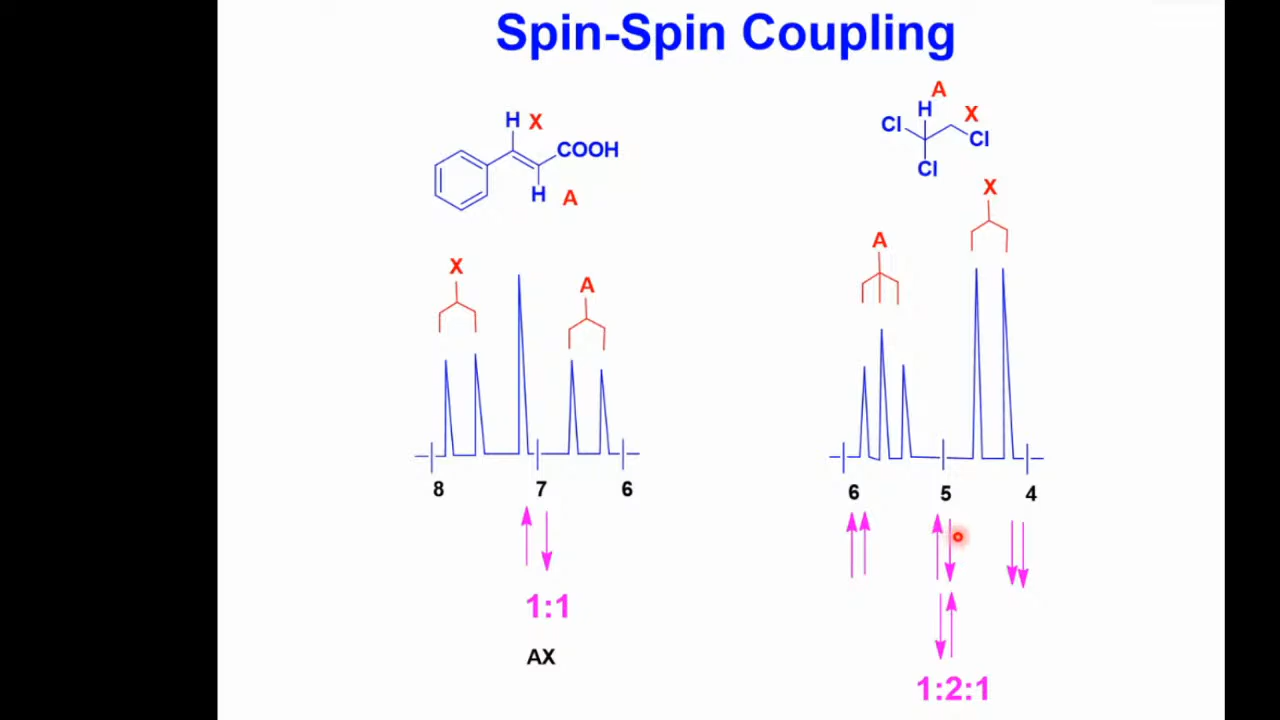 Spin-Spin Coupling
H X
COOH
H A
X
A
8 7 6
1:1
AX
A
H X
Cl
Cl
Cl
X
A
6 5 4
1:2:1